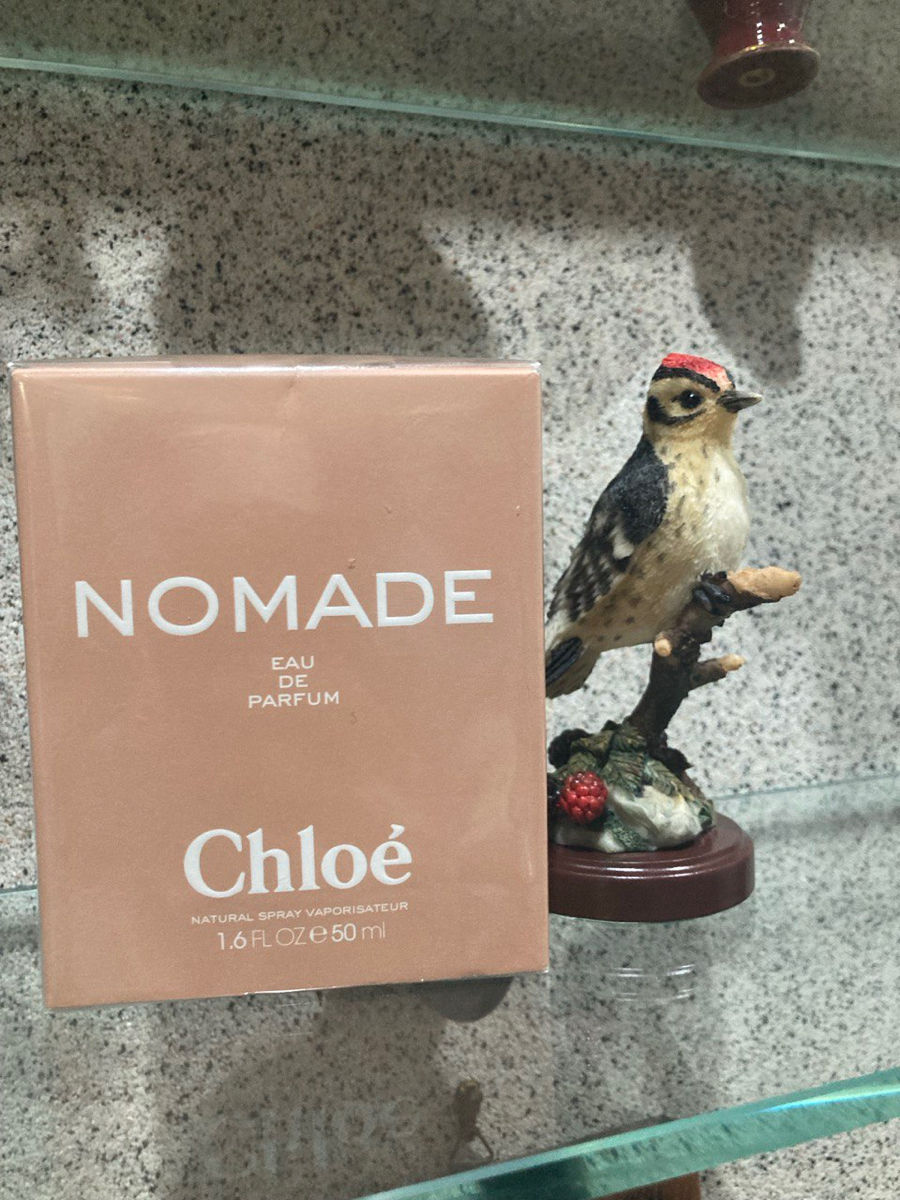 NOMADE
EAU
DE
PARFUM
Chloé
NATURAL SPRAY VAPORISATEUR
1.6 FL OZ ℮ 50 ml